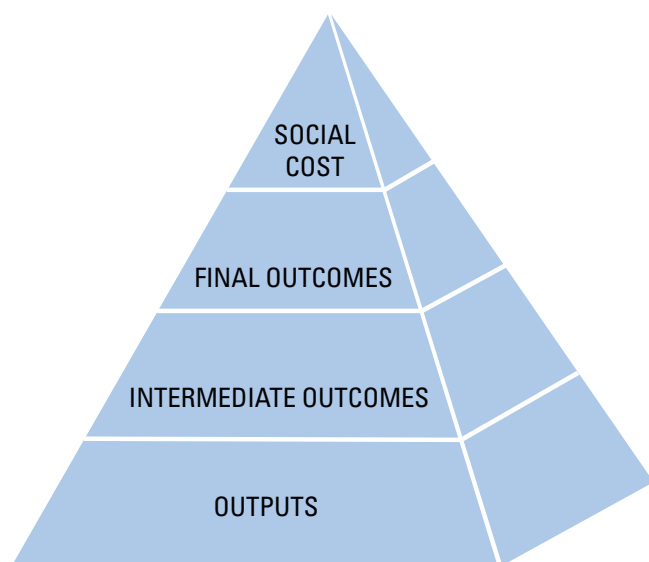 SOCIAL
COST
FINAL OUTCOMES
INTERMEDIATE OUTCOMES
OUTPUTS